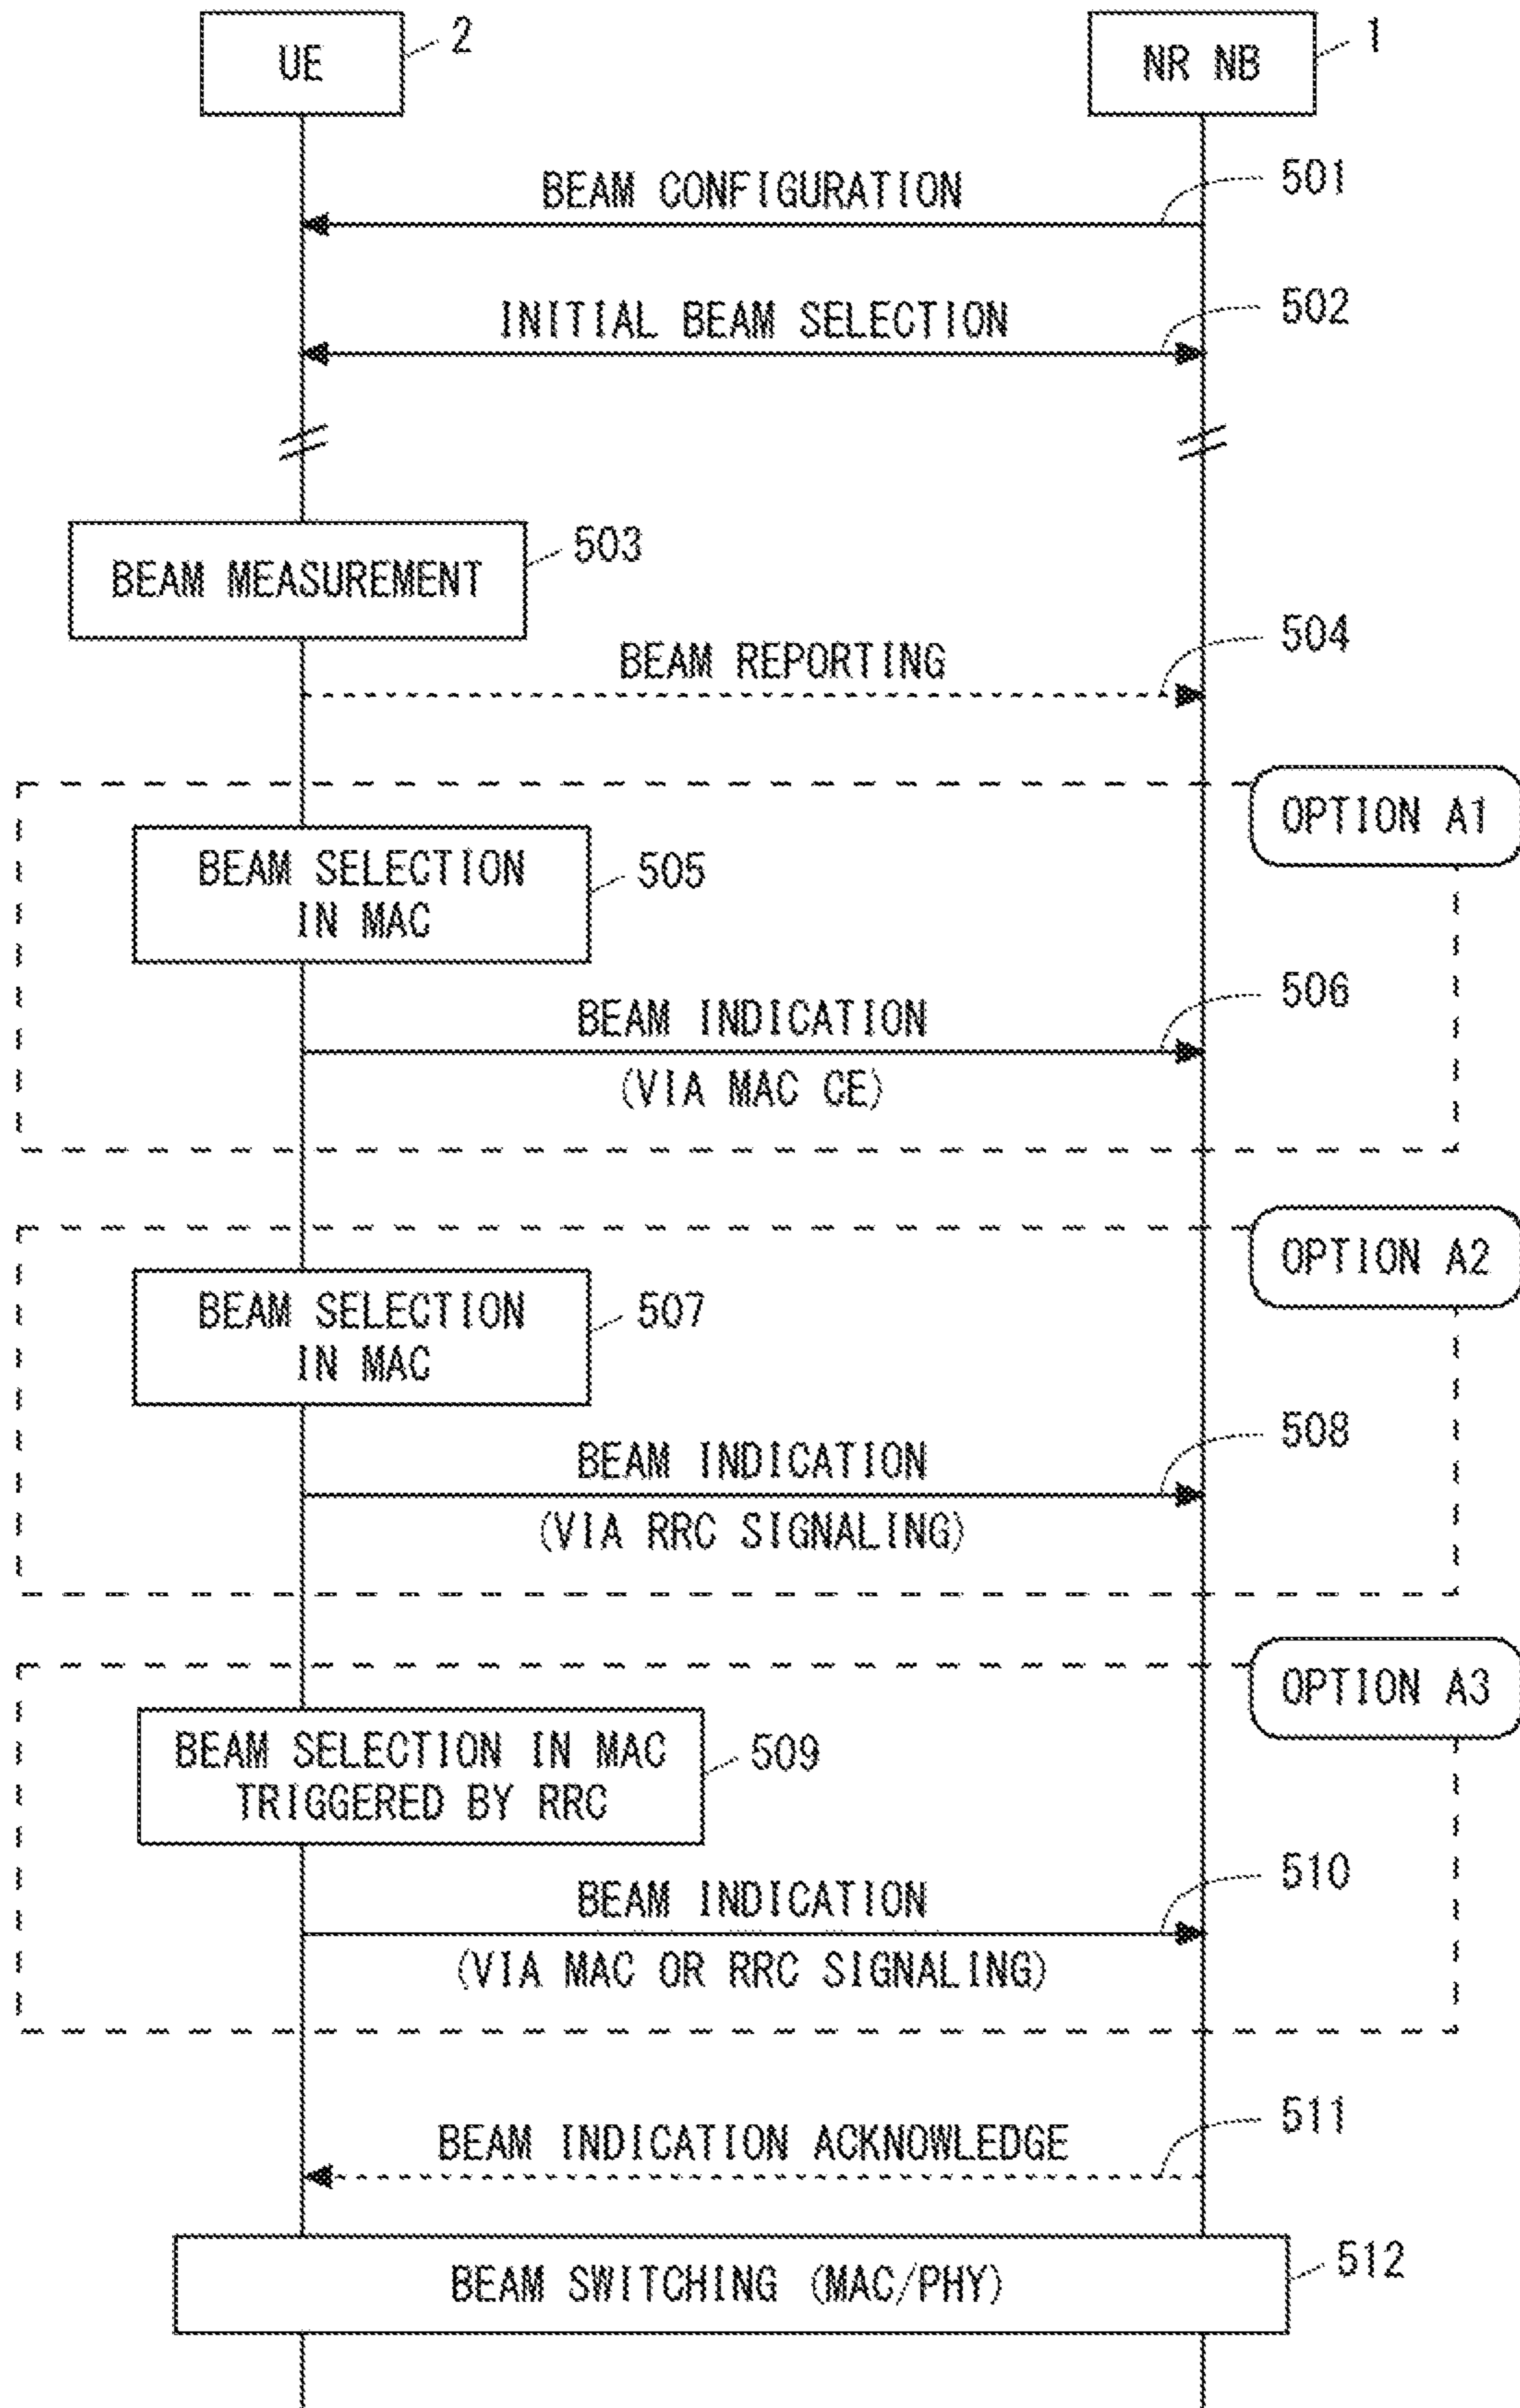 UE
2
NR NB
1
BEAM CONFIGURATION
501
INITIAL BEAM SELECTION
502
BEAM MEASUREMENT
503
BEAM REPORTING
504
OPTION A1
BEAM SELECTION
IN MAC
505
BEAM INDICATION
(VIA MAC CE)
506
OPTION A2
BEAM SELECTION
IN MAC
507
BEAM INDICATION
(VIA RRC SIGNALING)
508
OPTION A3
BEAM SELECTION IN MAC
TRIGGERED BY RRC
509
BEAM INDICATION
(VIA MAC OR RRC SIGNALING)
510
BEAM INDICATION ACKNOWLEDGE
511
BEAM SWITCHING (MAC/PHY)
512